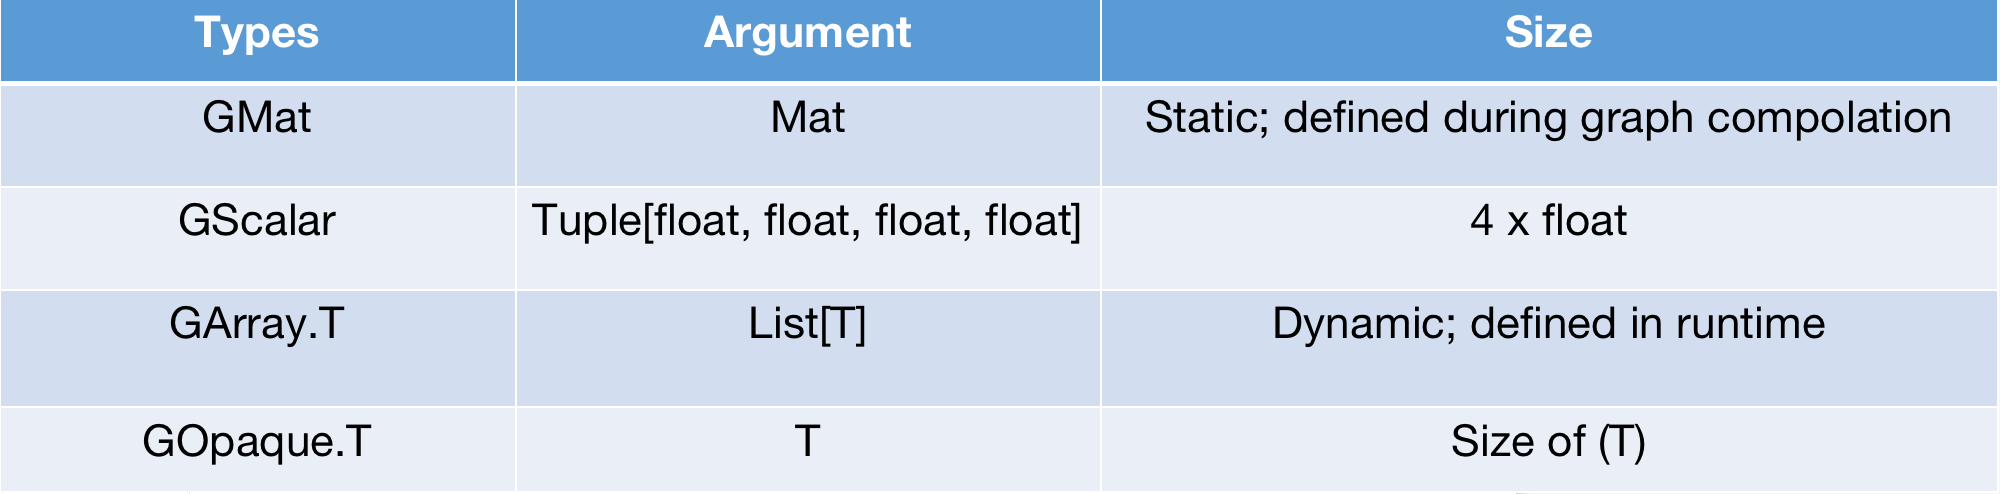 Types Argument Size
GMat Mat Static; defined during graph compolation
GScalar Tuple[float, float, float, float] 4 x float
GArray.T List[T] Dynamic; defined in runtime
GOpaque.T T Size of (T)